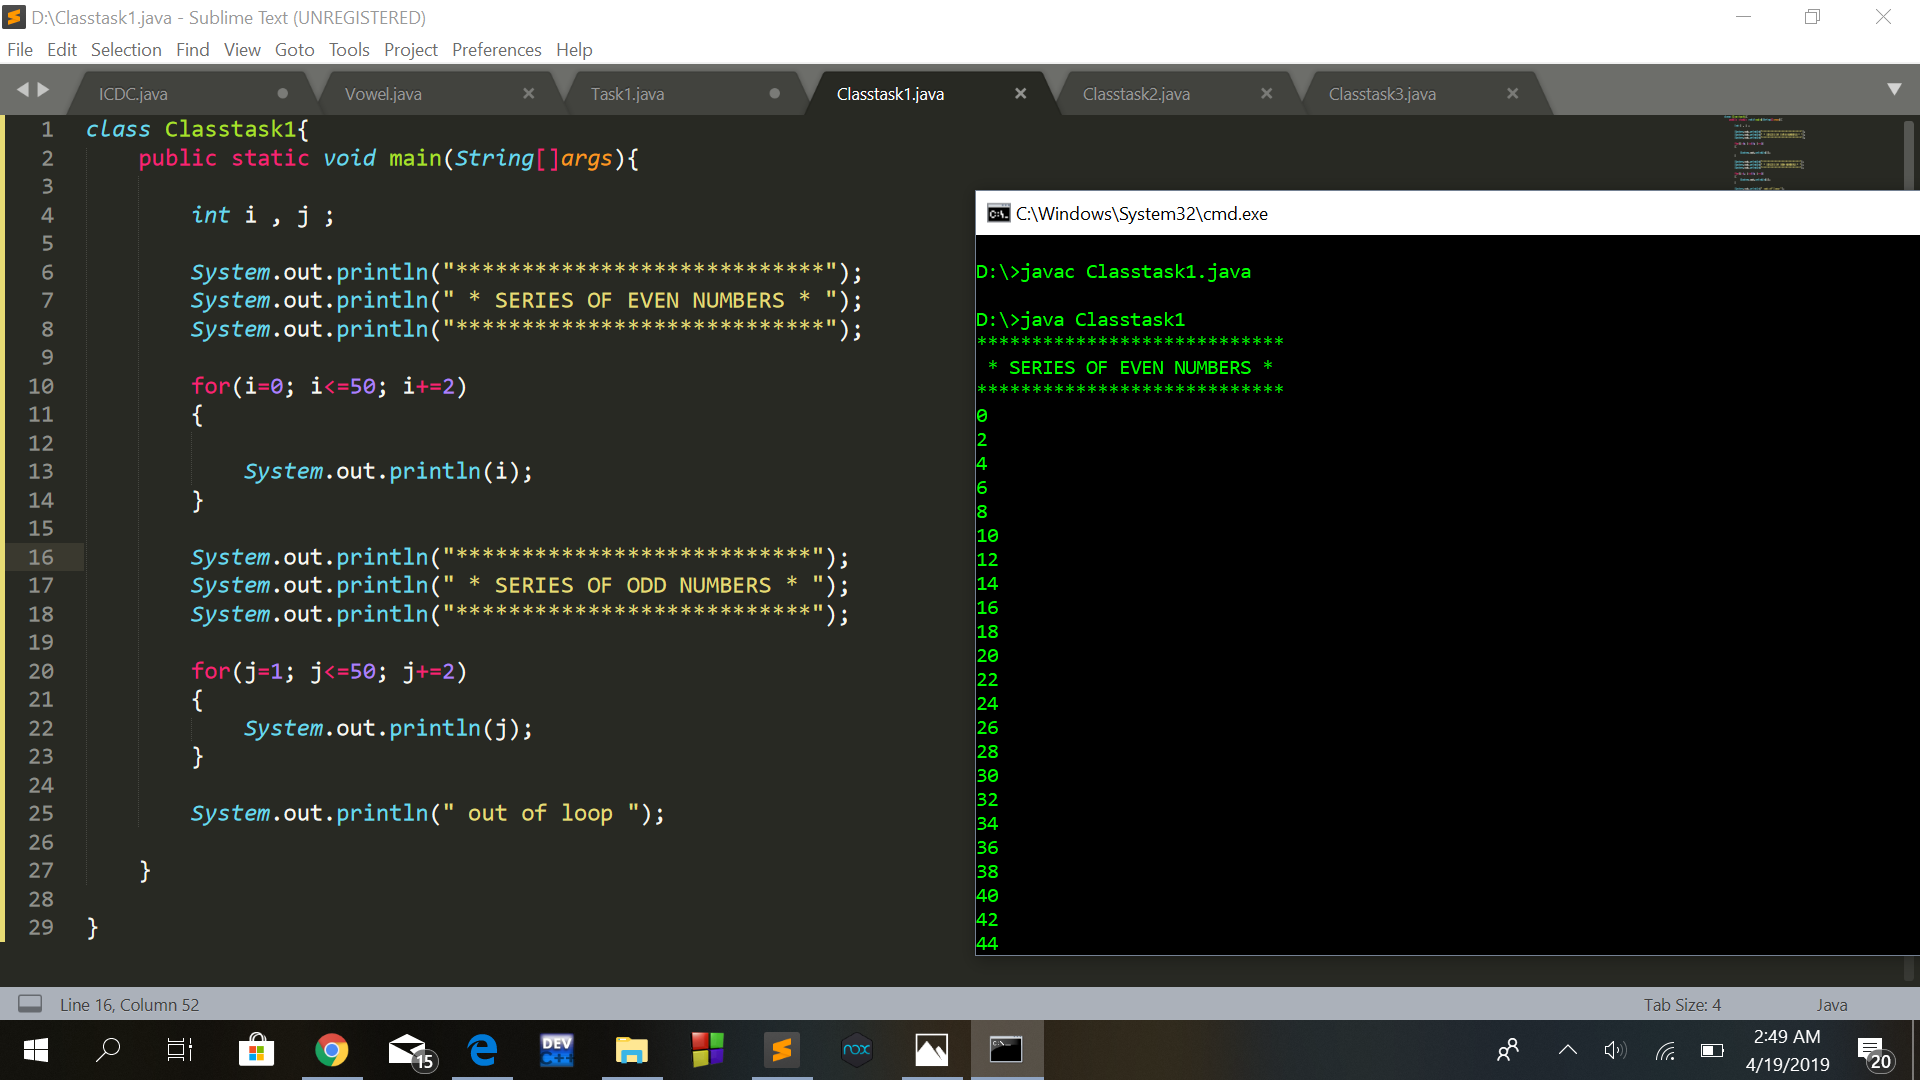 D:\Classtask1.java - Sublime Text (UNREGISTERED)
File Edit Selection Find View Goto Tools Project Preferences Help
ICDC.java Vowel.java Task1.java Classtask1.java Classtask2.java Classtask3.java
1 class Classtask1{
2 public static void main(String[]args){
3
4 int i , j ;
5
6 System.out.println("****************************");
7 System.out.println(" * SERIES OF EVEN NUMBERS * ");
8 System.out.println("****************************");
9
10 for(i=0; i<=50; i+=2)
11 {
12
13 System.out.println(i);
14 }
15
16 System.out.println("***************************");
17 System.out.println(" * SERIES OF ODD NUMBERS * ");
18 System.out.println("***************************");
19
20 for(j=1; j<=50; j+=2)
21 {
22 System.out.println(j);
23 }
24
25 System.out.println(" out of loop ");
26
27 }
28
29 }
C:\Windows\System32\cmd.exe
D:\>javac Classtask1.java
D:\>java Classtask1
****************************
* SERIES OF EVEN NUMBERS *
****************************
0
2
4
6
8
10
12
14
16
18
20
22
24
26
28
30
32
34
36
38
40
42
44
Line 16, Column 52
Tab Size: 4
Java
15
DEV
C++
nox
2:49 AM
4/19/2019
20